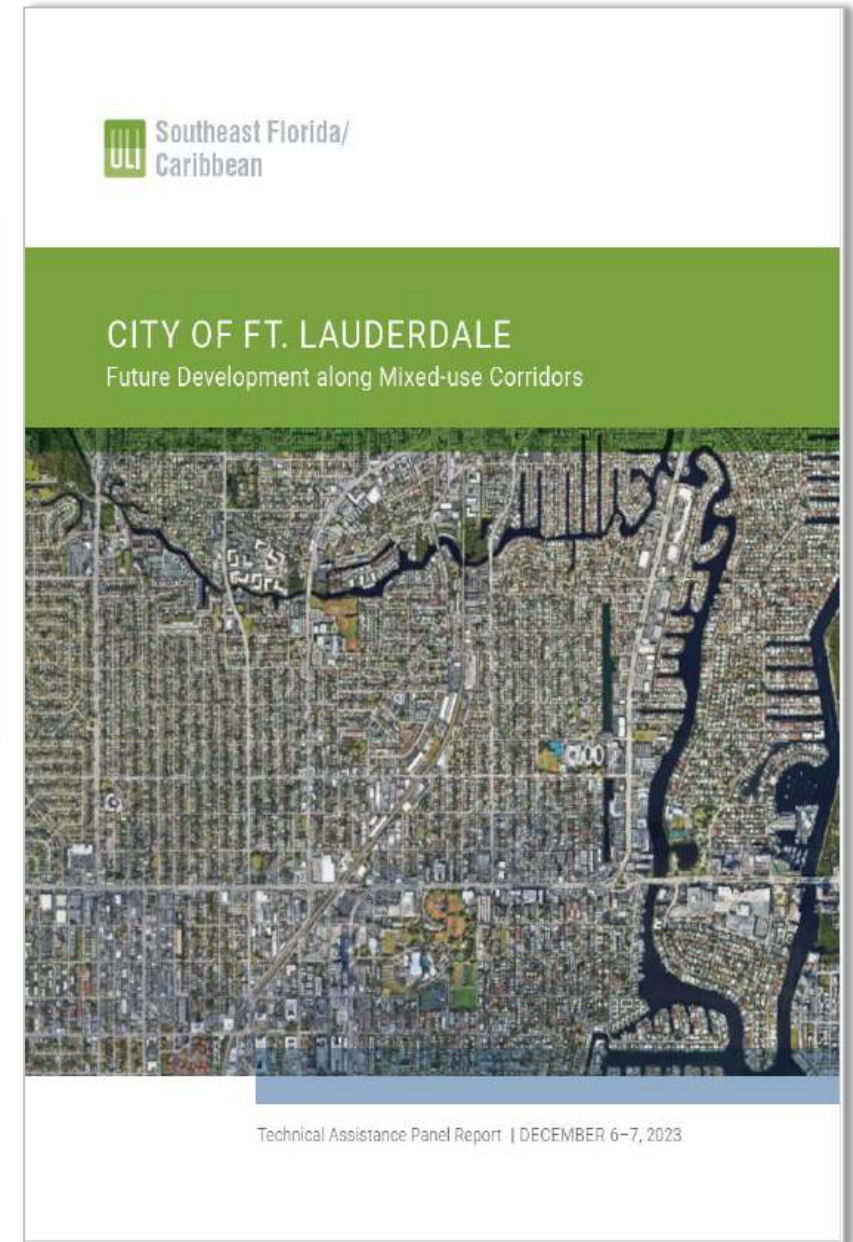 ULI
Southeast Florida/
Caribbean
CITY OF FT. LAUDERDALE
Future Development along Mixed-use Corridors
Technical Assistance Panel Report | DECEMBER 6–7, 2023